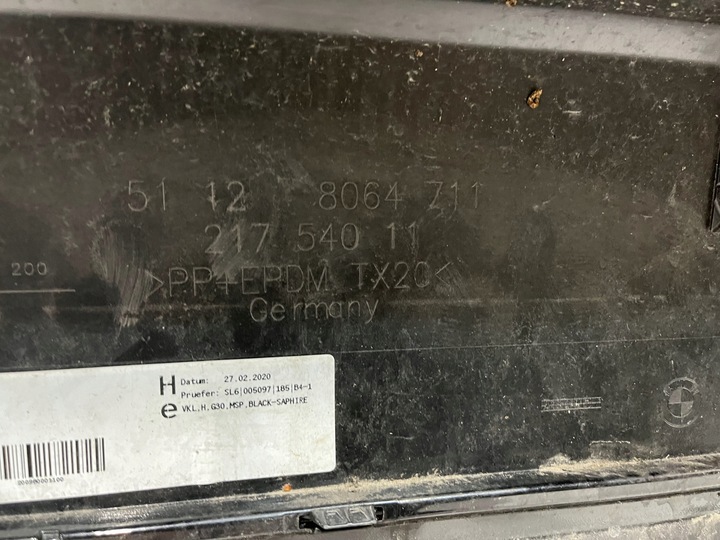 51 12 8064 711
217 540 11
>PP+EPDM TX20<
Germany
200
H Datum: 27.02.2020
Pruefer: SL6|005097|185|B4-1
e VKL,H,G30,MSP,BLACK-SAPHIRE